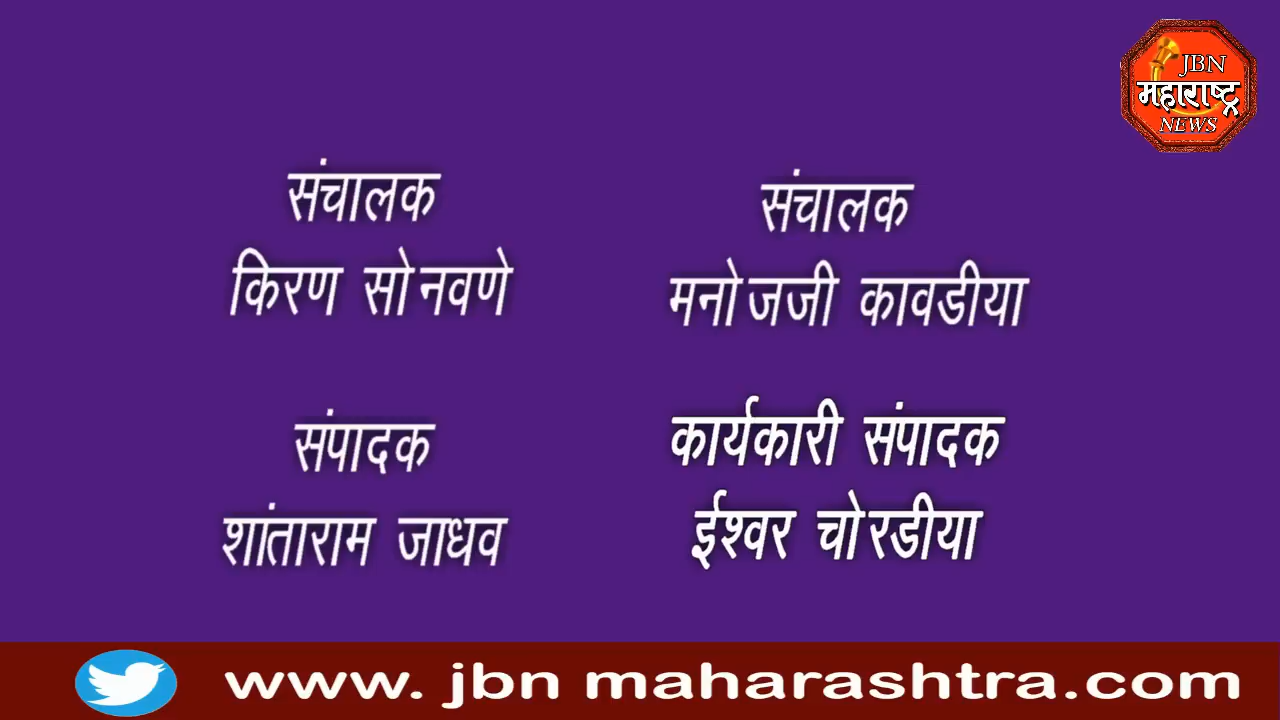 JBN
महाराष्ट्र
NEWS
संचालक
किरण सोनवणे
संचालक
मनोजजी कावडीया
संपादक
शांताराम जाधव
कार्यकारी संपादक
ईश्वर चोरडीया
www. jbn maharashtra.com